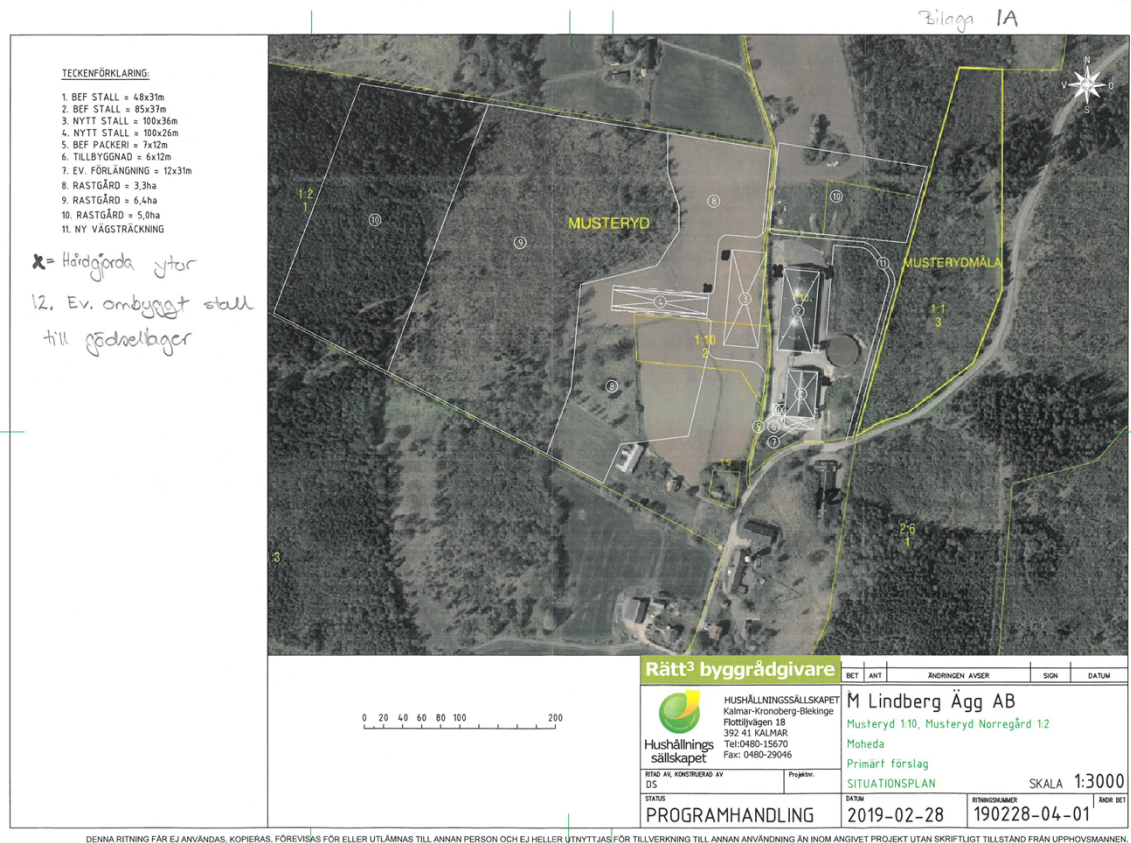 Bilaga 1A
TECKENFÖRKLARING:
1. BEF STALL = 48x31m
2. BEF STALL = 85x37m
3. NYTT STALL = 100x36m
4. NYTT STALL = 100x26m
5. BEF PACKERI = 7x12m
6. TILLBYGGNAD = 6x12m
7. EV. FÖRLÄNGNING = 12x31m
8. RASTGÅRD = 3,3ha
9. RASTGÅRD = 6,4ha
10. RASTGÅRD = 5,0ha
11. NY VÄGSTRÄCKNING
x = Hårdgjorda ytor
12. Ev. ombyggt stall
till gödsellager
N
V
O
S
1:2
1
10
9
MUSTERYD
8
10
11
MUSTERYDMÅLA
1:1
3
4
3
2
1:10
2
8
5
6
7
1:9
12
2:6
1
:3
0 20 40 60 80 100 200
Rätt³ byggrådgivare
BET ANT ÄNDRINGEN AVSER SIGN DATUM
Hushållnings
sällskapet
HUSHÅLLNINGSSÄLLSKAPET
Kalmar-Kronoberg-Blekinge
Flottiljvägen 18
392 41 KALMAR
Tel:0480-15670
Fax: 0480-29046
M Lindberg Ägg AB
Musteryd 1:10, Musteryd Norregård 1:2
Moheda
Primärt förslag
SITUATIONSPLAN SKALA 1:3000
RITAD AV, KONSTRUERAD AV Projektnr.
DS
STATUS
PROGRAMHANDLING
DATUM
2019-02-28
RITNINGSNUMMER
190228-04-01
ÄNDR BET
DENNA RITNING FÅR EJ ANVÄNDAS, KOPIERAS, FÖREVISAS FÖR ELLER UTLÄMNAS TILL ANNAN PERSON OCH EJ HELLER UTNYTTJAS FÖR TILLVERKNING TILL ANNAN ANVÄNDNING ÄN INOM ANGIVET PROJEKT UTAN SKRIFTLIGT TILLSTÅND FRÅN UPPHOVSMANNEN.